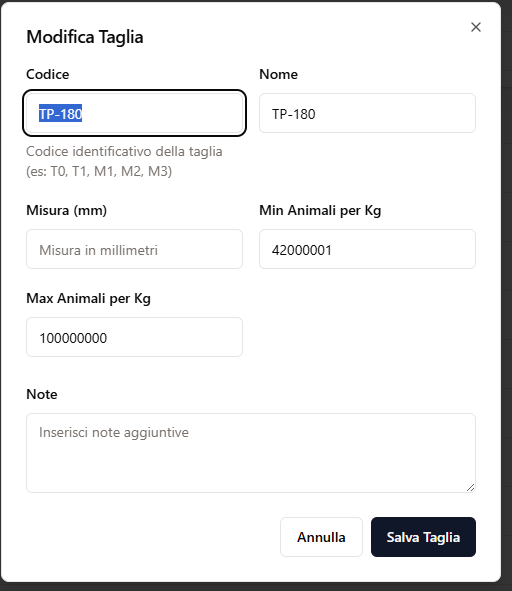 Modifica Taglia
Codice
Nome
TP-180
TP-180
Codice identificativo della taglia
(es: T0, T1, M1, M2, M3)
Misura (mm)
Min Animali per Kg
Misura in millimetri
42000001
Max Animali per Kg
100000000
Note
Inserisci note aggiuntive
Annulla
Salva Taglia